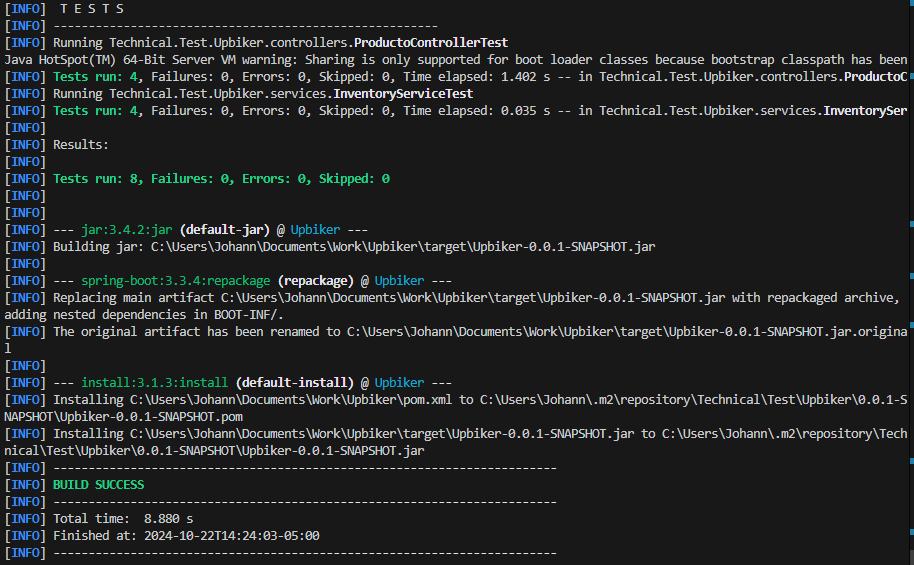 [INFO]  T E S T S
[INFO] -------------------------------------------------------
[INFO] Running Technical.Test.Upbiker.controllers.ProductoControllerTest
Java HotSpot(TM) 64-Bit Server VM warning: Sharing is only supported for boot loader classes because bootstrap classpath has been
[INFO] Tests run: 4, Failures: 0, Errors: 0, Skipped: 0, Time elapsed: 1.402 s -- in Technical.Test.Upbiker.controllers.ProductoC
[INFO] Running Technical.Test.Upbiker.services.InventoryServiceTest
[INFO] Tests run: 4, Failures: 0, Errors: 0, Skipped: 0, Time elapsed: 0.035 s -- in Technical.Test.Upbiker.services.InventorySer
[INFO]
[INFO] Results:
[INFO]
[INFO] Tests run: 8, Failures: 0, Errors: 0, Skipped: 0
[INFO]
[INFO]
[INFO] --- jar:3.4.2:jar (default-jar) @ Upbiker ---
[INFO] Building jar: C:\Users\Johann\Documents\Work\Upbiker\target\Upbiker-0.0.1-SNAPSHOT.jar
[INFO]
[INFO] --- spring-boot:3.3.4:repackage (repackage) @ Upbiker ---
[INFO] Replacing main artifact C:\Users\Johann\Documents\Work\Upbiker\target\Upbiker-0.0.1-SNAPSHOT.jar with repackaged archive,
adding nested dependencies in BOOT-INF/.
[INFO] The original artifact has been renamed to C:\Users\Johann\Documents\Work\Upbiker\target\Upbiker-0.0.1-SNAPSHOT.jar.origina
l
[INFO]
[INFO] --- install:3.1.3:install (default-install) @ Upbiker ---
[INFO] Installing C:\Users\Johann\Documents\Work\Upbiker\pom.xml to C:\Users\Johann\.m2\repository\Technical\Test\Upbiker\0.0.1-S
NAPSHOT\Upbiker-0.0.1-SNAPSHOT.pom
[INFO] Installing C:\Users\Johann\Documents\Work\Upbiker\target\Upbiker-0.0.1-SNAPSHOT.jar to C:\Users\Johann\.m2\repository\Tech
nical\Test\Upbiker\0.0.1-SNAPSHOT\Upbiker-0.0.1-SNAPSHOT.jar
[INFO] ------------------------------------------------------------------------
[INFO] BUILD SUCCESS
[INFO] ------------------------------------------------------------------------
[INFO] Total time:  8.880 s
[INFO] Finished at: 2024-10-22T14:24:03-05:00
[INFO] ------------------------------------------------------------------------